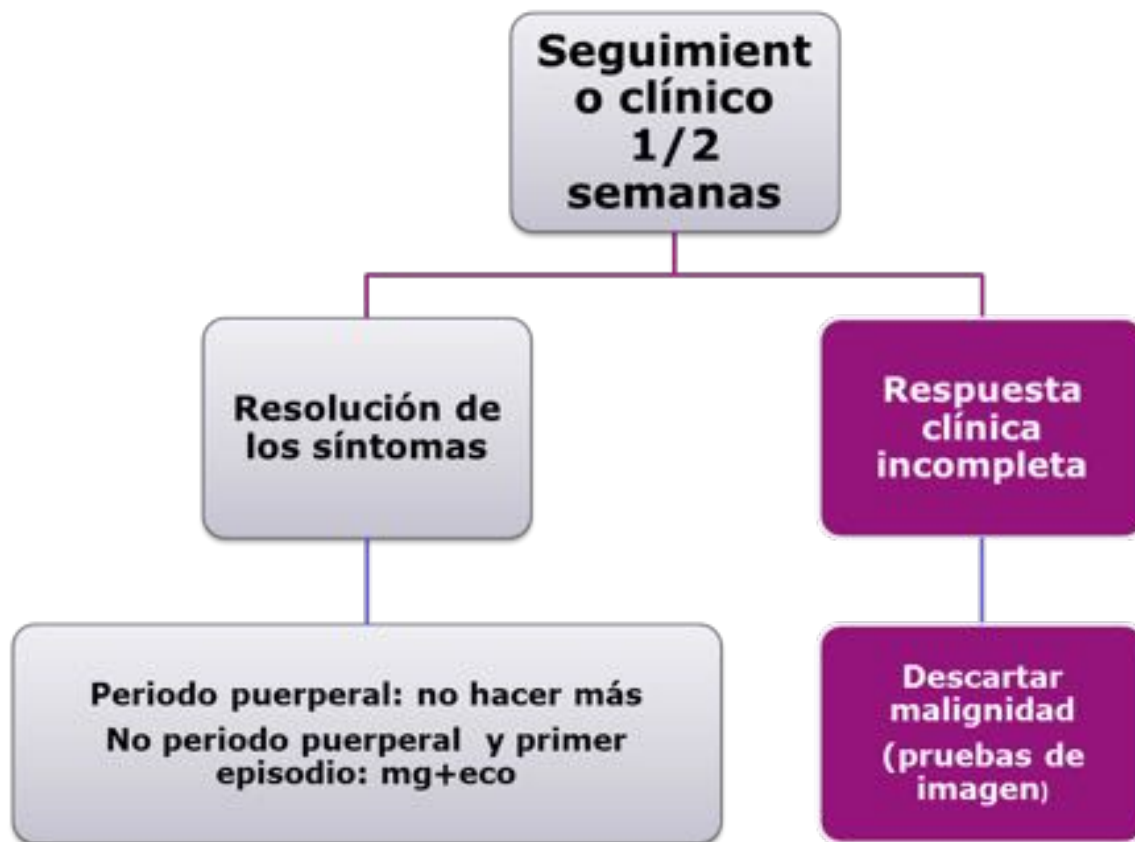 Seguimient
o clínico
1/2
semanas
Resolución de
los síntomas
Respuesta
clínica
incompleta
Periodo puerperal: no hacer más
No periodo puerperal y primer
episodio: mg+eco
Descartar
malignidad
(pruebas de
imagen)